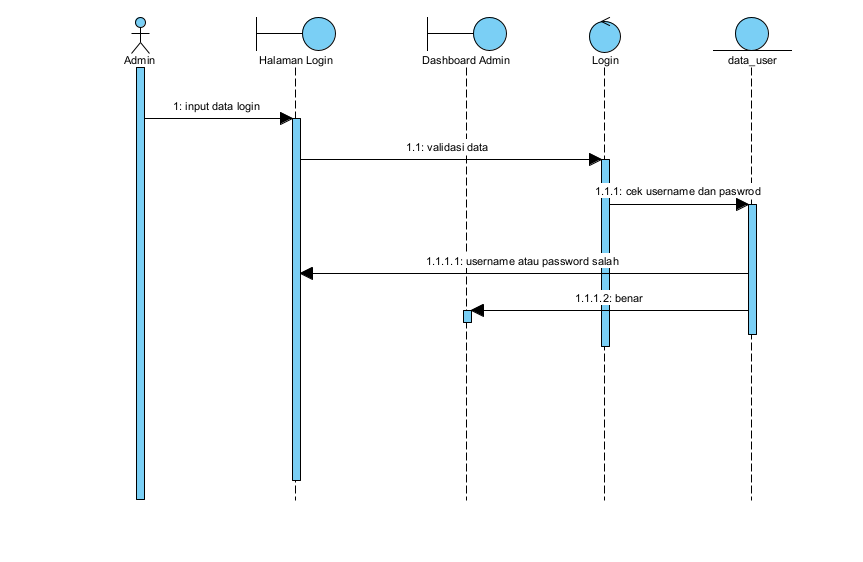 Admin
Halaman Login
Dashboard Admin
Login
data_user
1: input data login
1.1: validasi data
1.1.1: cek username dan paswrod
1.1.1.1: username atau password salah
1.1.1.2: benar